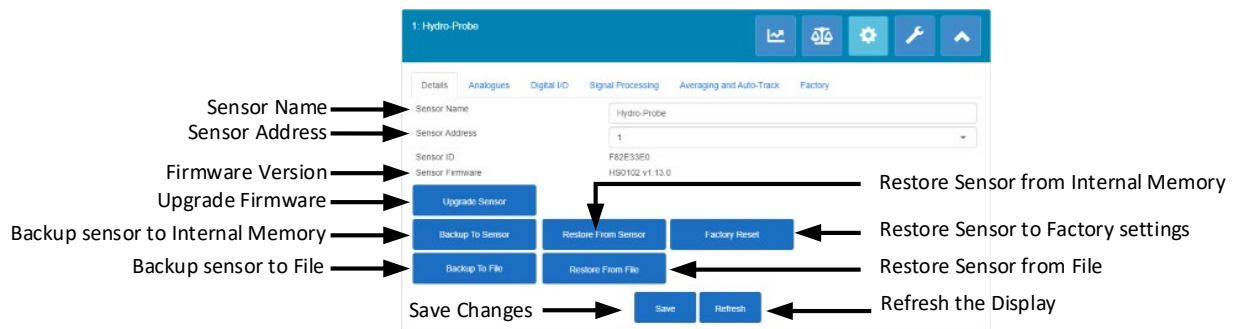 1: Hydro-Probe
Details Analogues Digital I/O Signal Processing Averaging and Auto-Track Factory
Sensor Name Sensor Name Hydro-Probe
Sensor Address Sensor Address 1
Sensor ID F82E33E0
Firmware Version Sensor Firmware HS0102 v1.13.0
Restore Sensor from Internal Memory
Upgrade Firmware Upgrade Sensor
Backup sensor to Internal Memory Backup To Sensor Restore From Sensor Factory Reset Restore Sensor to Factory settings
Backup sensor to File Backup To File Restore From File Restore Sensor from File
Save Changes Save Refresh Refresh the Display